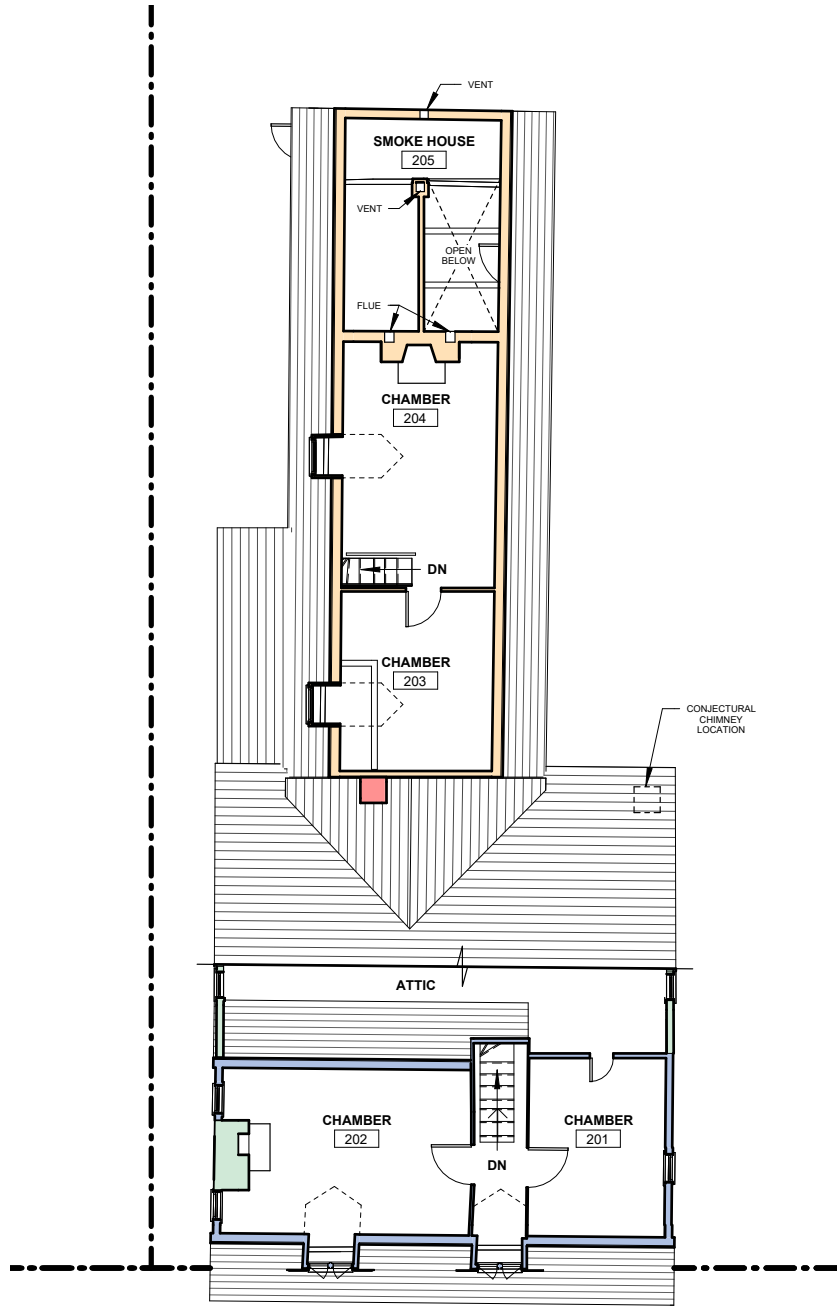 VENT
SMOKE HOUSE
205
VENT
OPEN
BELOW
FLUE
CHAMBER
204
DN
CHAMBER
203
CONJECTURAL
CHIMNEY
LOCATION
ATTIC
CHAMBER
202
CHAMBER
201
DN